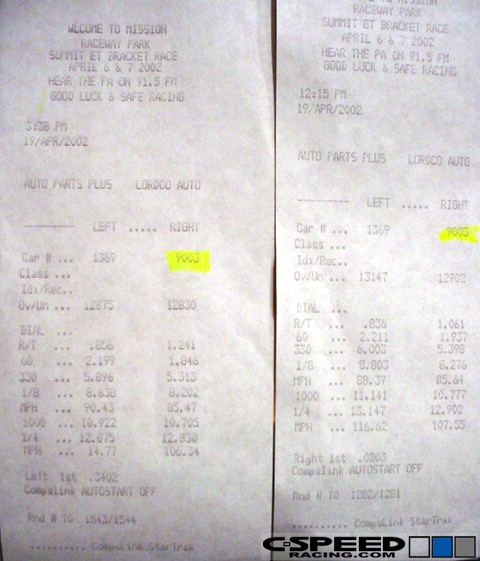 WELCOME TO MISSION
RACEWAY PARK
SUMMIT ET BRACKET RACE
APRIL 6 & 7 2002
HEAR THE PA ON 91.5 FM
GOOD LUCK & SAFE RACING
3:38 PM
19/APR/2002
AUTO PARTS PLUS LORDCO AUTO
--------- LEFT ..... RIGHT
Car # ... 1369 9003
Class ...
Idx/Rec..
Ov/Un ... 12875 12830
DIAL ...
R/T ... .856 1.241
60 ... 2.199 1.846
330 ... 5.896 5.313
1/8 ... 8.638 8.202
MPH ... 90.43 85.47
1000 ... 10.922 10.705
1/4 ... 12.875 12.830
MPH ... 14.77 106.34
Left 1st .3402
Compulink AUTOSTART OFF
Rnd # TO 1543/1544
.......... CompuLink StarTrak
RACEWAY PARK
SUMMIT ET BRACKET RACE
APRIL 6 & 7 2002
HEAR THE PA ON 91.5 FM
GOOD LUCK & SAFE RACING
12:15 PM
19/APR/2002
AUTO PARTS PLUS LORDCO AUTO
--------- LEFT ..... RIGHT
Car # ... 1369 9003
Class ...
Idx/Rec..
Ov/Un ... 13147 12902
DIAL ...
R/T ... .836 1.061
60 ... 2.211 1.937
330 ... 6.003 5.398
1/8 ... 8.803 8.276
MPH ... 88.37 85.64
1000 ... 11.141 10.777
1/4 ... 13.147 12.902
MPH ... 116.62 107.55
Right 1st .0203
Compulink AUTOSTART OFF
Rnd # TO 1282/1281
.......... CompuLink StarTrak
C-SPEED
RACING.COM